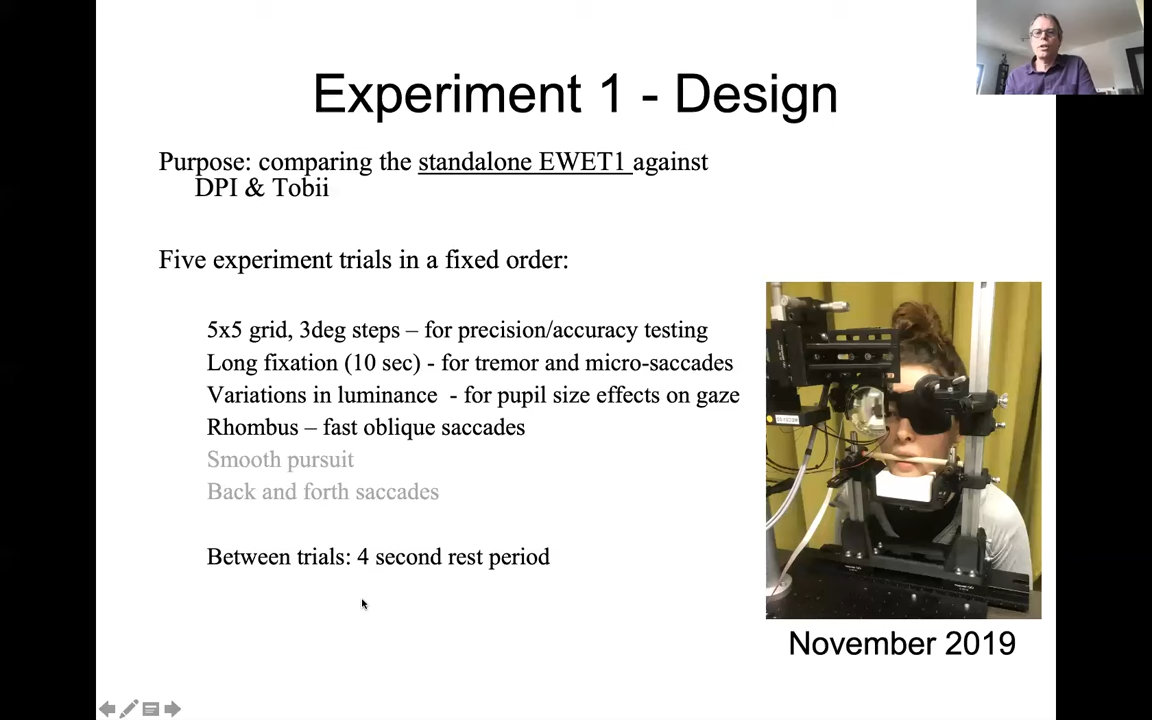 Experiment 1 - Design
Purpose: comparing the standalone EWET1 against
DPI & Tobii
Five experiment trials in a fixed order:
5x5 grid, 3deg steps – for precision/accuracy testing
Long fixation (10 sec) - for tremor and micro-saccades
Variations in luminance - for pupil size effects on gaze
Rhombus – fast oblique saccades
Smooth pursuit
Back and forth saccades
Between trials: 4 second rest period
November 2019